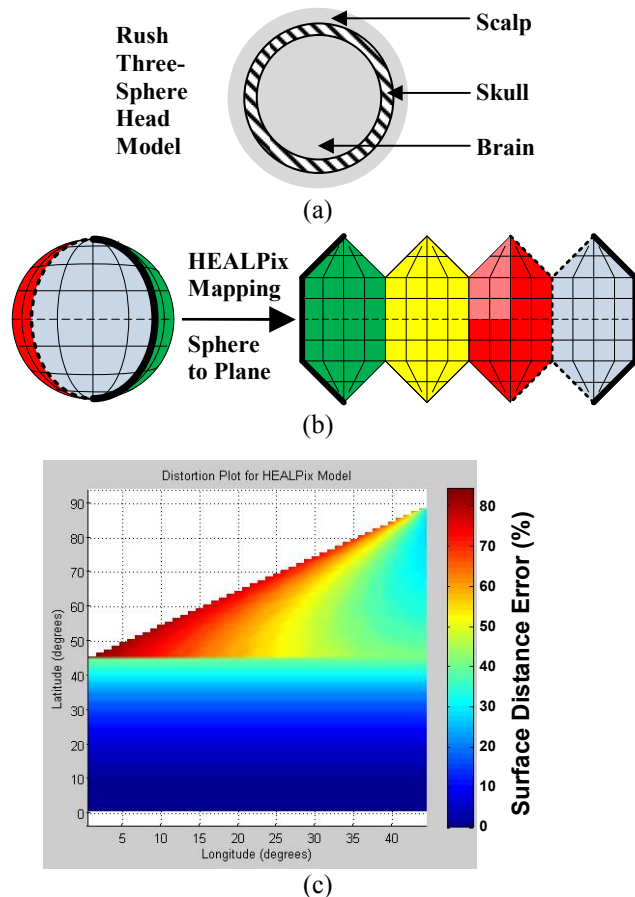 Rush
Three-
Sphere
Head
Model
Scalp
Skull
Brain
(a)
HEALPix
Mapping
Sphere
to Plane
(b)
Distortion Plot for HEALPix Model
90
80
70
60
50
40
30
20
10
0
Latitude (degrees)
5 10 15 20 25 30 35 40
Longitude (degrees)
80
70
60
50
40
30
20
10
0
Surface Distance Error (%)
(c)